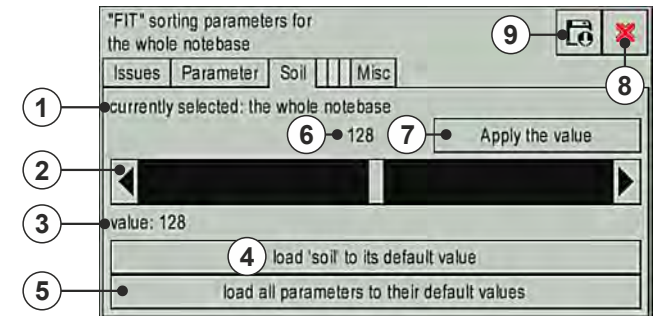 "FIT" sorting parameters for
the whole notebase
9
8
Issues Parameter Soil Misc
1 currently selected: the whole notebase
6 128 7 Apply the value
2
3 value: 128
4 load 'soil' to its default value
5 load all parameters to their default values